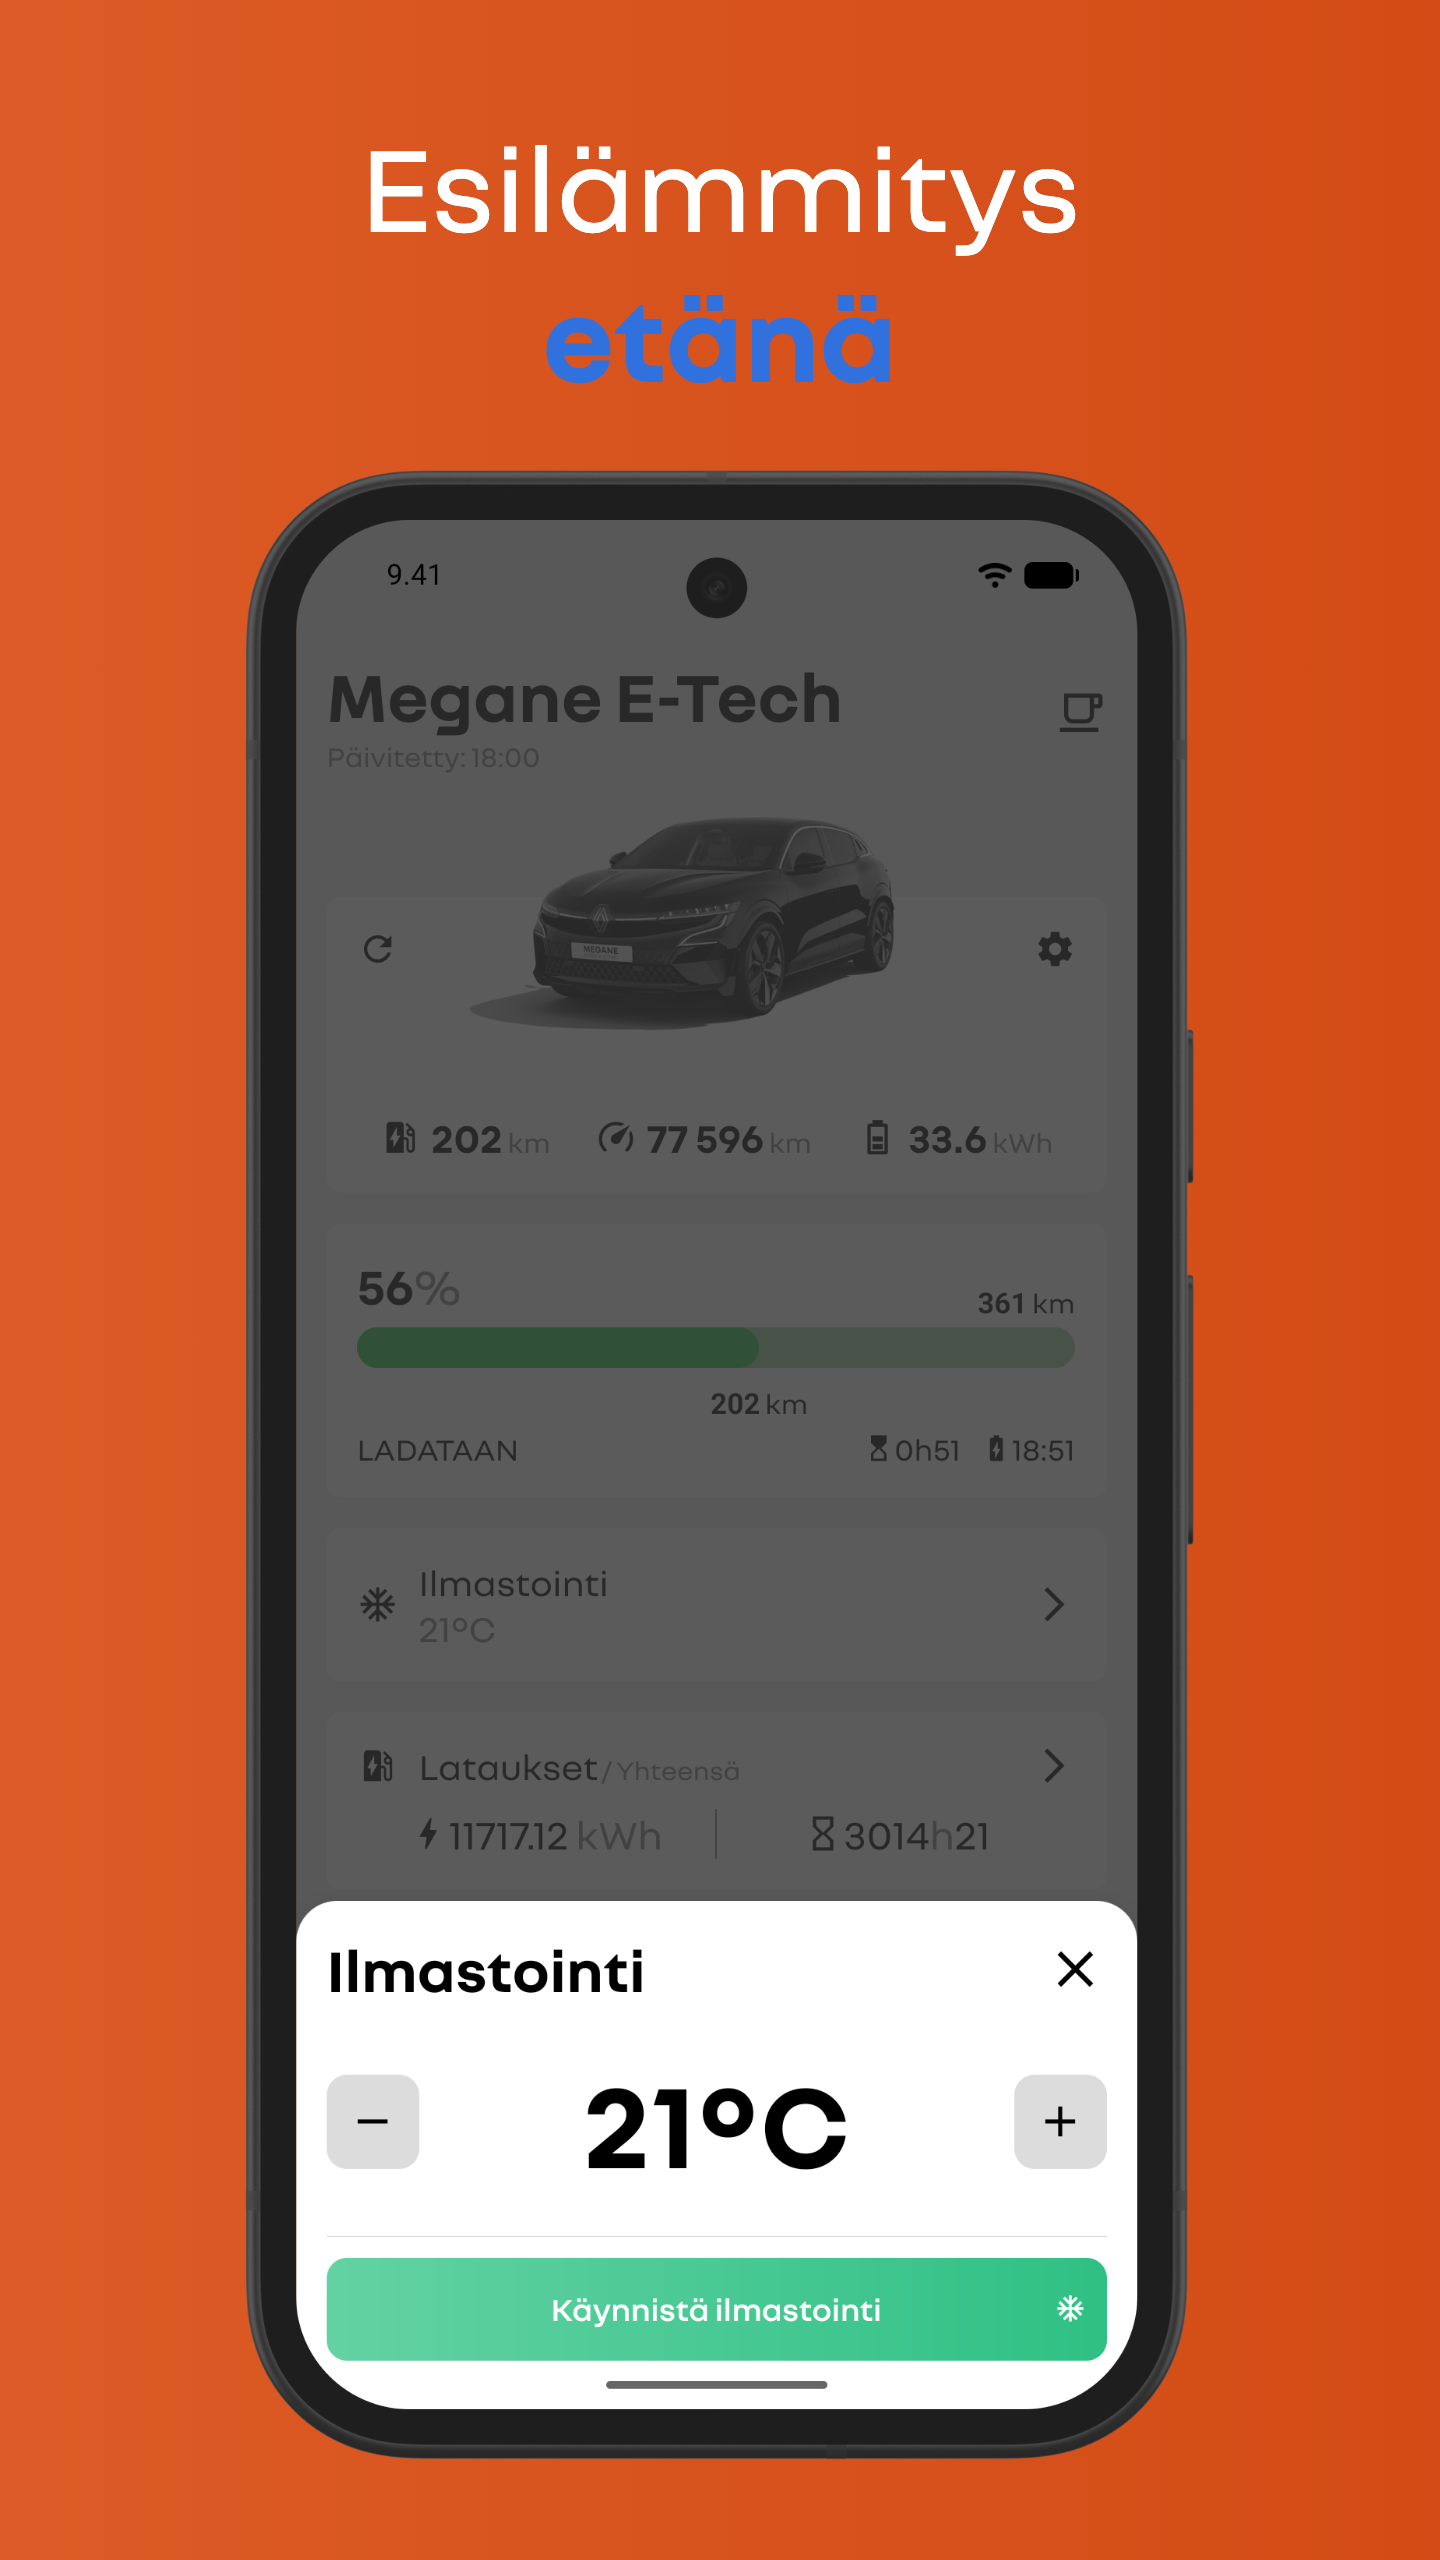 Esilämmitys
etänä
9.41
Megane E-Tech
Päivitetty: 18:00
MEGANE
202 km
77 596 km
33.6 kWh
56%
361 km
202 km
LADATAAN
0h51
18:51
Ilmastointi
21°C
Lataukset / Yhteensä
11717.12 kWh
3014h21
Ilmastointi
21°C
Käynnistä ilmastointi